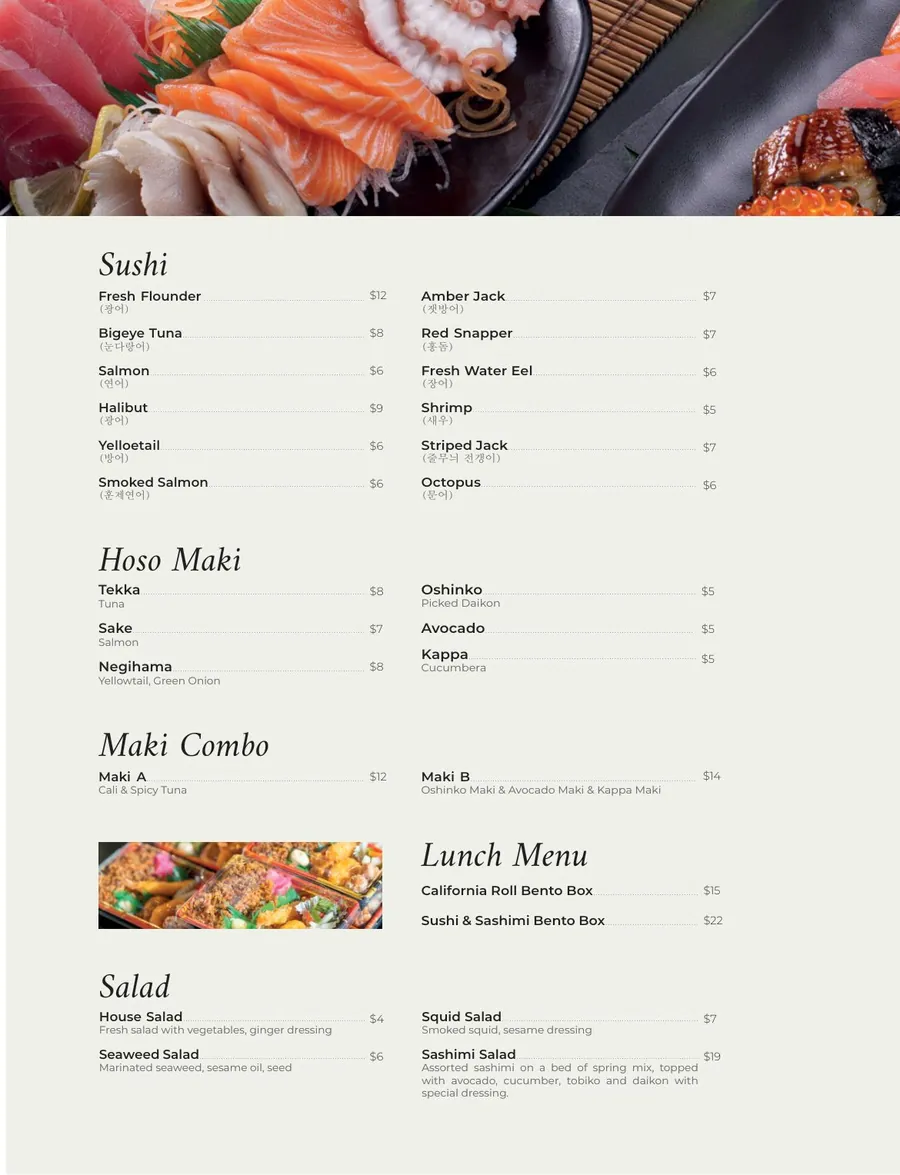 Sushi
Fresh Flounder $12
(광어)
Bigeye Tuna $8
(눈다랑어)
Salmon $6
(연어)
Halibut $9
(광어)
Yelloetail $6
(방어)
Smoked Salmon $6
(훈제연어)
Amber Jack $7
(잿방어)
Red Snapper $7
(홍돔)
Fresh Water Eel $6
(장어)
Shrimp $5
(새우)
Striped Jack $7
(줄무늬 전갱이)
Octopus $6
(문어)
Hoso Maki
Tekka $8
Tuna
Sake $7
Salmon
Negihama $8
Yellowtail, Green Onion
Oshinko $5
Picked Daikon
Avocado $5
Kappa $5
Cucumbera
Maki Combo
Maki A $12
Cali & Spicy Tuna
Maki B $14
Oshinko Maki & Avocado Maki & Kappa Maki
Lunch Menu
California Roll Bento Box $15
Sushi & Sashimi Bento Box $22
Salad
House Salad $4
Fresh salad with vegetables, ginger dressing
Seaweed Salad $6
Marinated seaweed, sesame oil, seed
Squid Salad $7
Smoked squid, sesame dressing
Sashimi Salad $19
Assorted sashimi on a bed of spring mix, topped
with avocado, cucumber, tobiko and daikon with
special dressing.